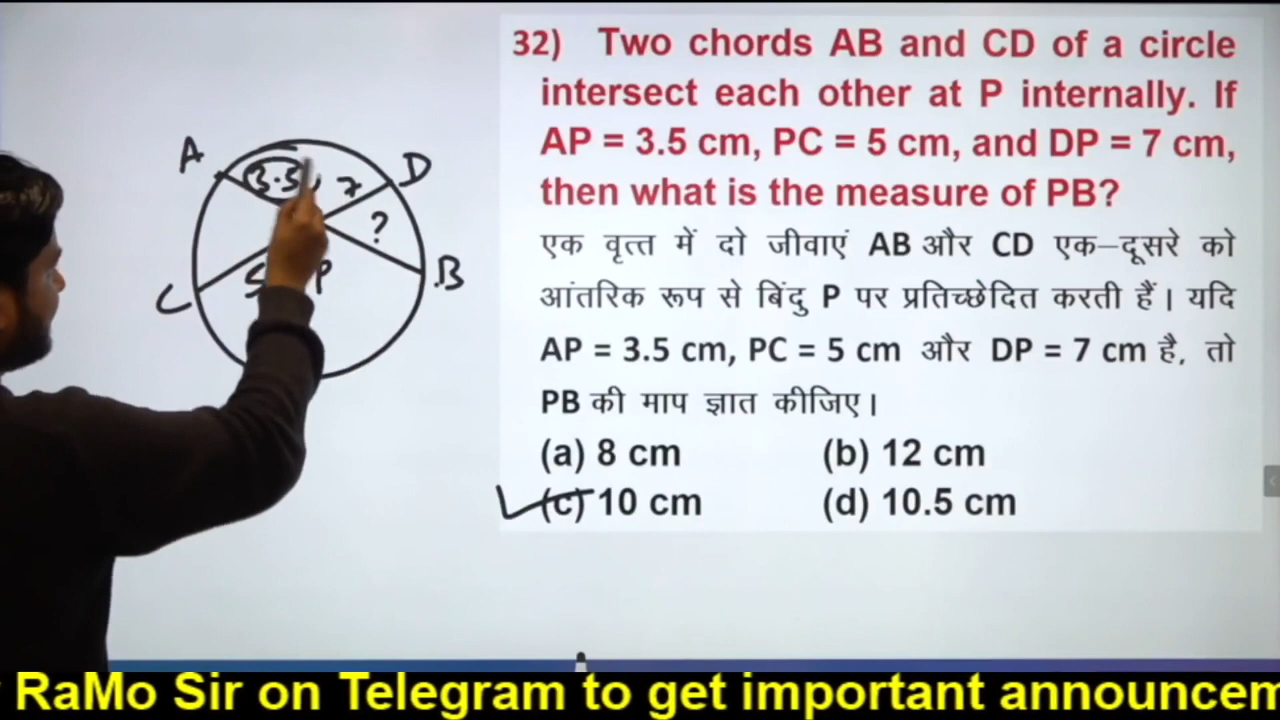 32) Two chords AB and CD of a circle
intersect each other at P internally. If
AP = 3.5 cm, PC = 5 cm, and DP = 7 cm,
then what is the measure of PB?
एक वृत्त में दो जीवाएं AB और CD एक–दूसरे को
आंतरिक रूप से बिंदु P पर प्रतिच्छेदित करती हैं। यदि
AP = 3.5 cm, PC = 5 cm और DP = 7 cm है, तो
PB की माप ज्ञात कीजिए।
(a) 8 cm (b) 12 cm
(c) 10 cm (d) 10.5 cm
A D
3.5 7
?
5 P B
C
RaMo Sir on Telegram to get important